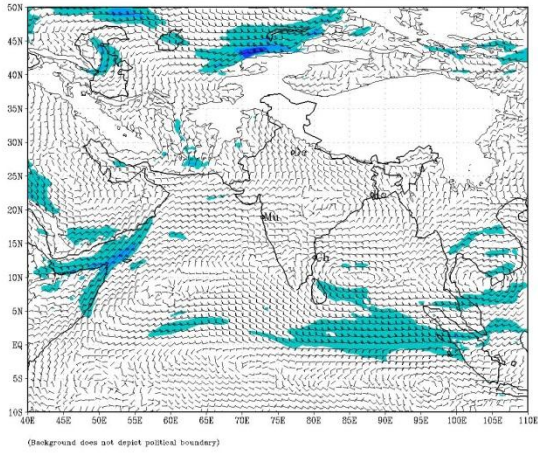 50N
45N
40N
35N
30N
25N
20N
15N
10N
5N
EQ
5S
10S
Mu
Ch
40E 45E 50E 55E 60E 65E 70E 75E 80E 85E 90E 95E 100E 105E 110E
(Background does not depict political boundary)